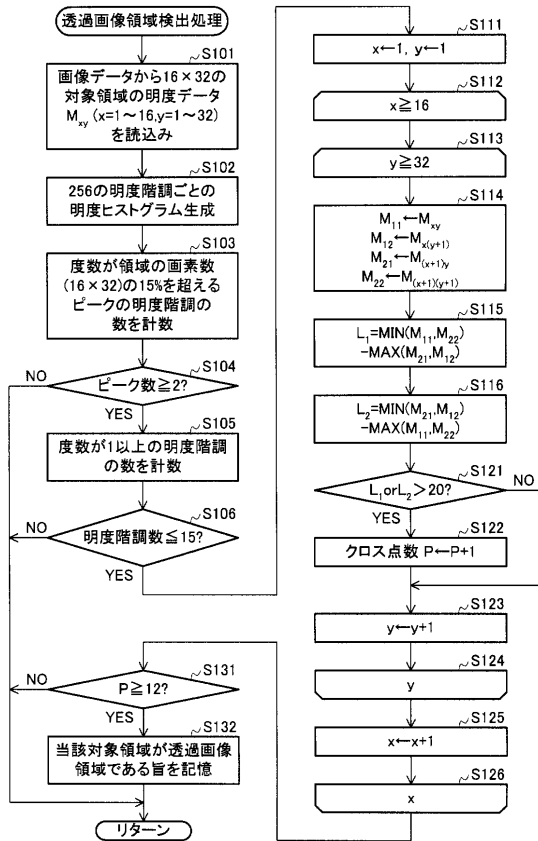 透過画像領域検出処理
S101
画像データから16×32の
対象領域の明度データ
Mxy (x=1～16,y=1～32)
を読込み
S102
256の明度階調ごとの
明度ヒストグラム生成
S103
度数が領域の画素数
(16×32)の15%を超える
ピークの明度階調の
数を計数
S104
NO
ピーク数≧2?
YES
S105
度数が1以上の明度階調
の数を計数
S106
NO
明度階調数≦15?
YES
S111
x←1, y←1
S112
x≧16
S113
y≧32
S114
M11←Mxy
M12←Mx(y+1)
M21←M(x+1)y
M22←M(x+1)(y+1)
S115
L1=MIN(M11,M22)
-MAX(M21,M12)
S116
L2=MIN(M21,M12)
-MAX(M11,M22)
S121
L1orL2>20?
NO
YES
S122
クロス点数 P←P+1
S123
y←y+1
S124
y
S125
x←x+1
S126
x
S131
NO
P≧12?
YES
S132
当該対象領域が透過画像
領域である旨を記憶
リターン